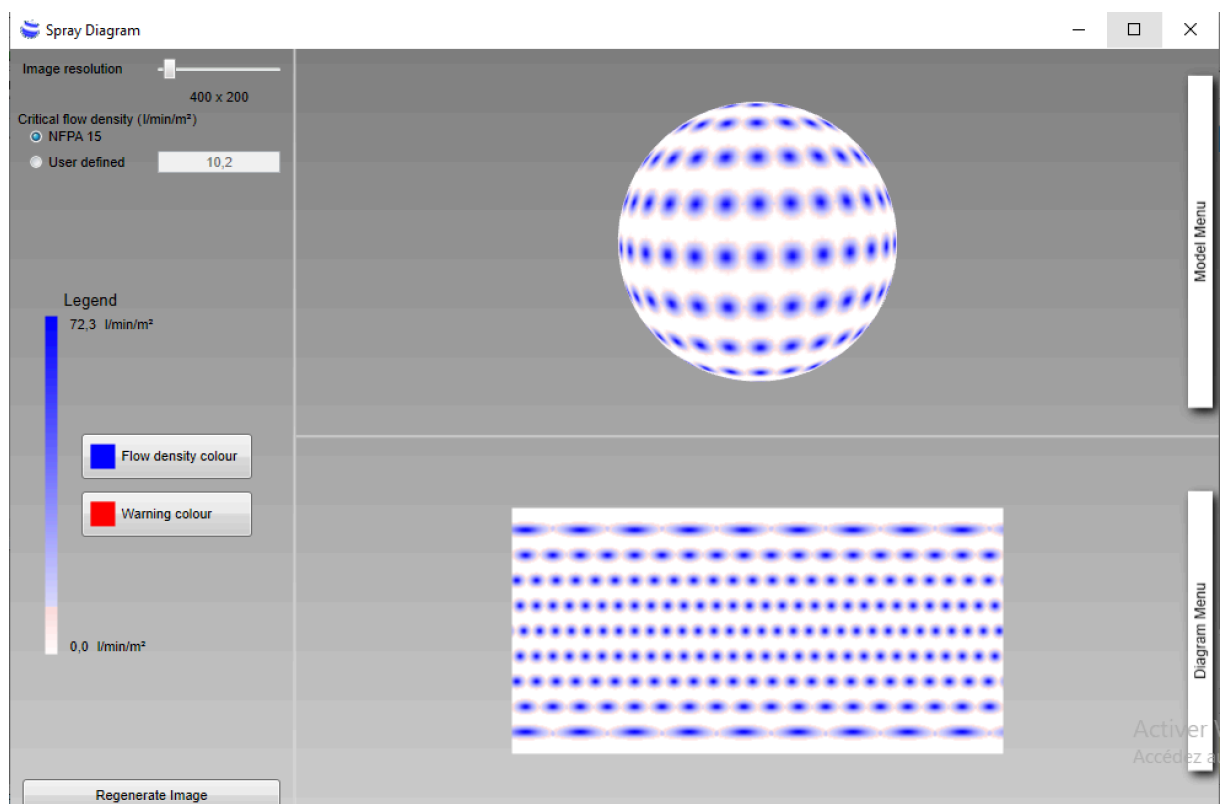 Spray Diagram
Image resolution
400 x 200
Critical flow density (l/min/m²)
NFPA 15
User defined
10,2
Legend
72,3 l/min/m²
Flow density colour
Warning colour
0,0 l/min/m²
Regenerate Image
Model Menu
Diagram Menu
Activer
Accédez